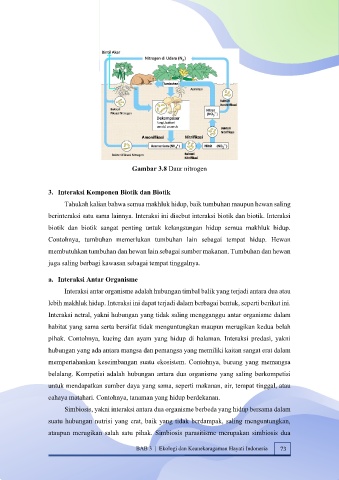 Bintil Akar
Nitrogen di Udara (N₂)
Asimilasi
Dekomposer
Amonifikasi
Nitrifikasi
Gambar 3.8 Daur nitrogen
3. Interaksi Komponen Biotik dan Biotik
Tahukah kalian bahwa semua makhluk hidup, baik tumbuhan maupun hewan saling
berinteraksi satu sama lainnya. Interaksi ini disebut interaksi biotik dan biotik. Interaksi
biotik dan biotik sangat penting untuk kelangsungan hidup semua makhluk hidup.
Contohnya, tumbuhan memerlukan tumbuhan lain sebagai tempat hidup. Hewan
membutuhkan tumbuhan dan hewan lain sebagai sumber makanan. Tumbuhan dan hewan
juga saling berbagi kawasan sebagai tempat tinggalnya.
a. Interaksi Antar Organisme
Interaksi antar organisme adalah hubungan timbal balik yang terjadi antara dua atau
lebih makhluk hidup. Interaksi ini dapat terjadi dalam berbagai bentuk, seperti berikut ini.
Interaksi netral, yakni hubungan yang tidak saling mengganggu antar organisme dalam
habitat yang sama serta bersifat tidak menguntungkan maupun merugikan kedua belah
pihak. Contohnya, kucing dan ayam yang hidup di halaman. Interaksi predasi, yakni
hubungan yang ada antara mangsa dan pemangsa yang memiliki kaitan sangat erat dalam
mempertahankan keseimbangan suatu ekosistem. Contohnya, burung yang memangsa
belalang. Kompetisi adalah hubungan antara dua organisme yang saling berkompetisi
untuk mendapatkan sumber daya yang sama, seperti makanan, air, tempat tinggal, atau
cahaya matahari. Contohnya, tanaman yang hidup berdekatan.
Simbiosis, yakni interaksi antara dua organisme berbeda yang hidup bersama dalam
suatu hubungan nutrisi yang erat, baik yang tidak berdampak, saling menguntungkan,
ataupun merugikan salah satu pihak. Simbiosis parasitisme merupakan simbiosis dua
BAB 3 | Ekologi dan Keanekaragaman Hayati Indonesia 73